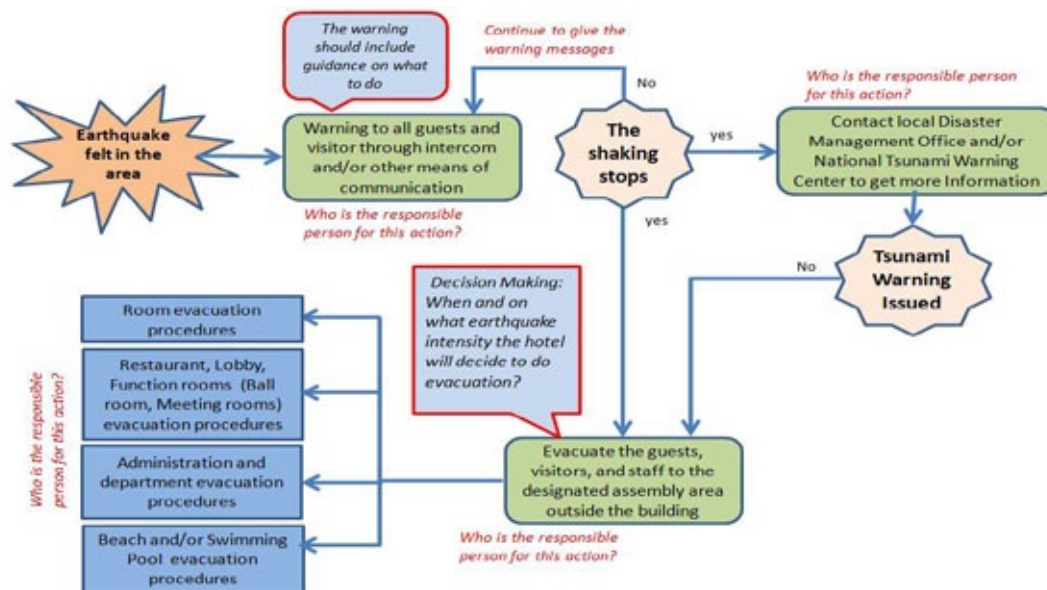 The warning
should include
guidance on what
to do
Continue to give the
warning messages
No
Who is the responsible person
for this action?
Earthquake
felt in the
area
Warning to all guests and
visitor through intercom
and/or other means of
communication
The
shaking
stops
yes
Contact local Disaster
Management Office and/or
National Tsunami Warning
Center to get more Information
Who is the responsible
person for this action?
yes
No
Tsunami
Warning
Issued
Decision Making:
When and on
what earthquake
intensity the hotel
will decide to do
evacuation?
Room evacuation
procedures
Restaurant, Lobby,
Function rooms (Ball
room, Meeting rooms)
evacuation procedures
Administration and
department evacuation
procedures
Beach and/or Swimming
Pool evacuation
procedures
Who is the responsible
person for this action?
Evacuate the guests,
visitors, and staff to the
designated assembly area
outside the building
Who is the responsible
person for this action?